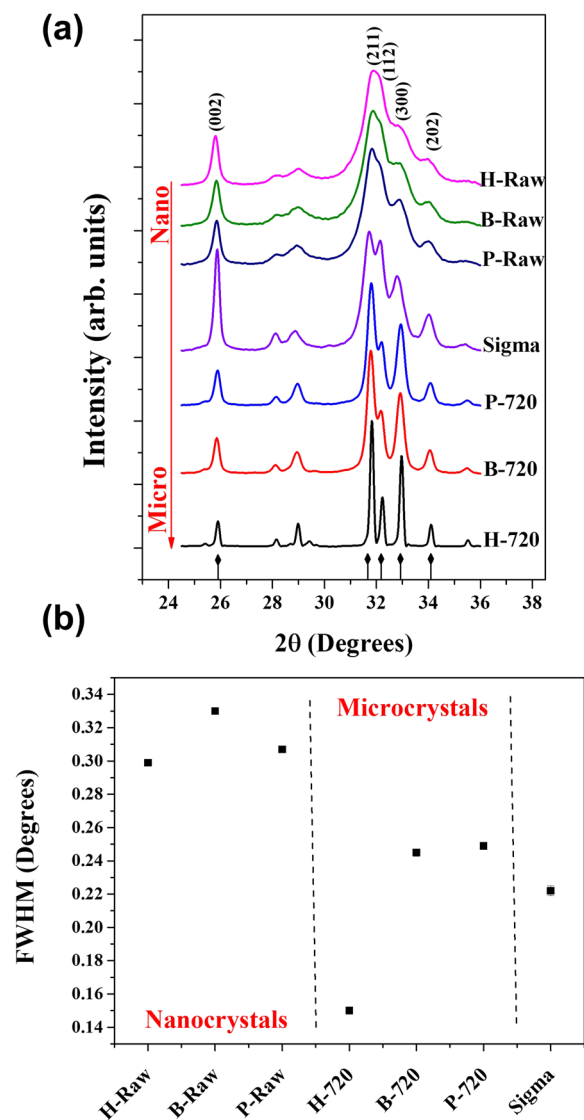 (a)
(002)
(211)
(112)
(300)
(202)
H-Raw
B-Raw
P-Raw
Sigma
P-720
B-720
H-720
Nano
Micro
Intensity (arb. units)
24 26 28 30 32 34 36 38
2θ (Degrees)
(b)
0.34
0.32
0.30
0.28
0.26
0.24
0.22
0.20
0.18
0.16
0.14
FWHM (Degrees)
Microcrystals
Nanocrystals
H-Raw
B-Raw
P-Raw
H-720
B-720
P-720
Sigma